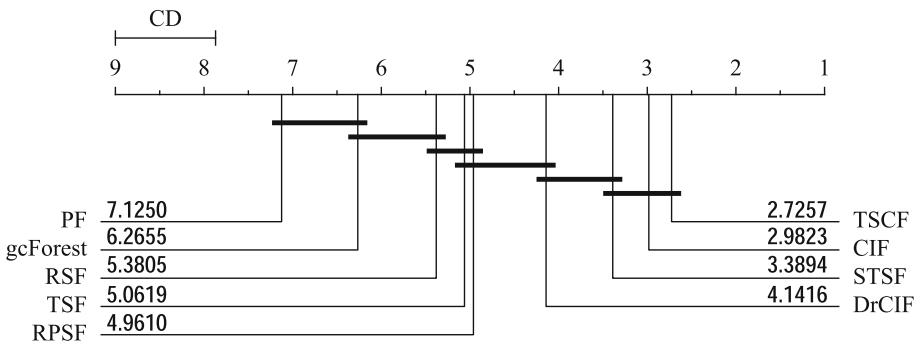 CD
9 8 7 6 5 4 3 2 1
PF 7.1250 2.7257 TSCF
gcForest 6.2655 2.9823 CIF
RSF 5.3805 3.3894 STSF
TSF 5.0619 4.1416 DrCIF
RPSF 4.9610